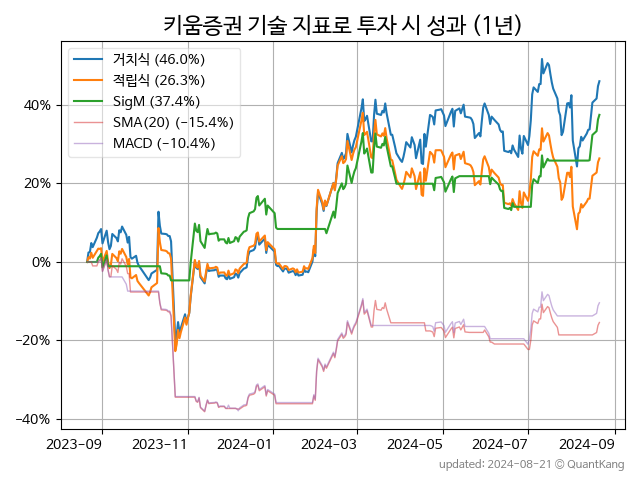 키움증권 기술 지표로 투자 시 성과 (1년)
거치식 (46.0%)
적립식 (26.3%)
SigM (37.4%)
SMA(20) (−15.4%)
MACD (−10.4%)
40%
20%
0%
−20%
−40%
2023-09 2023-11 2024-01 2024-03 2024-05 2024-07 2024-09
updated: 2024-08-21 © QuantKang